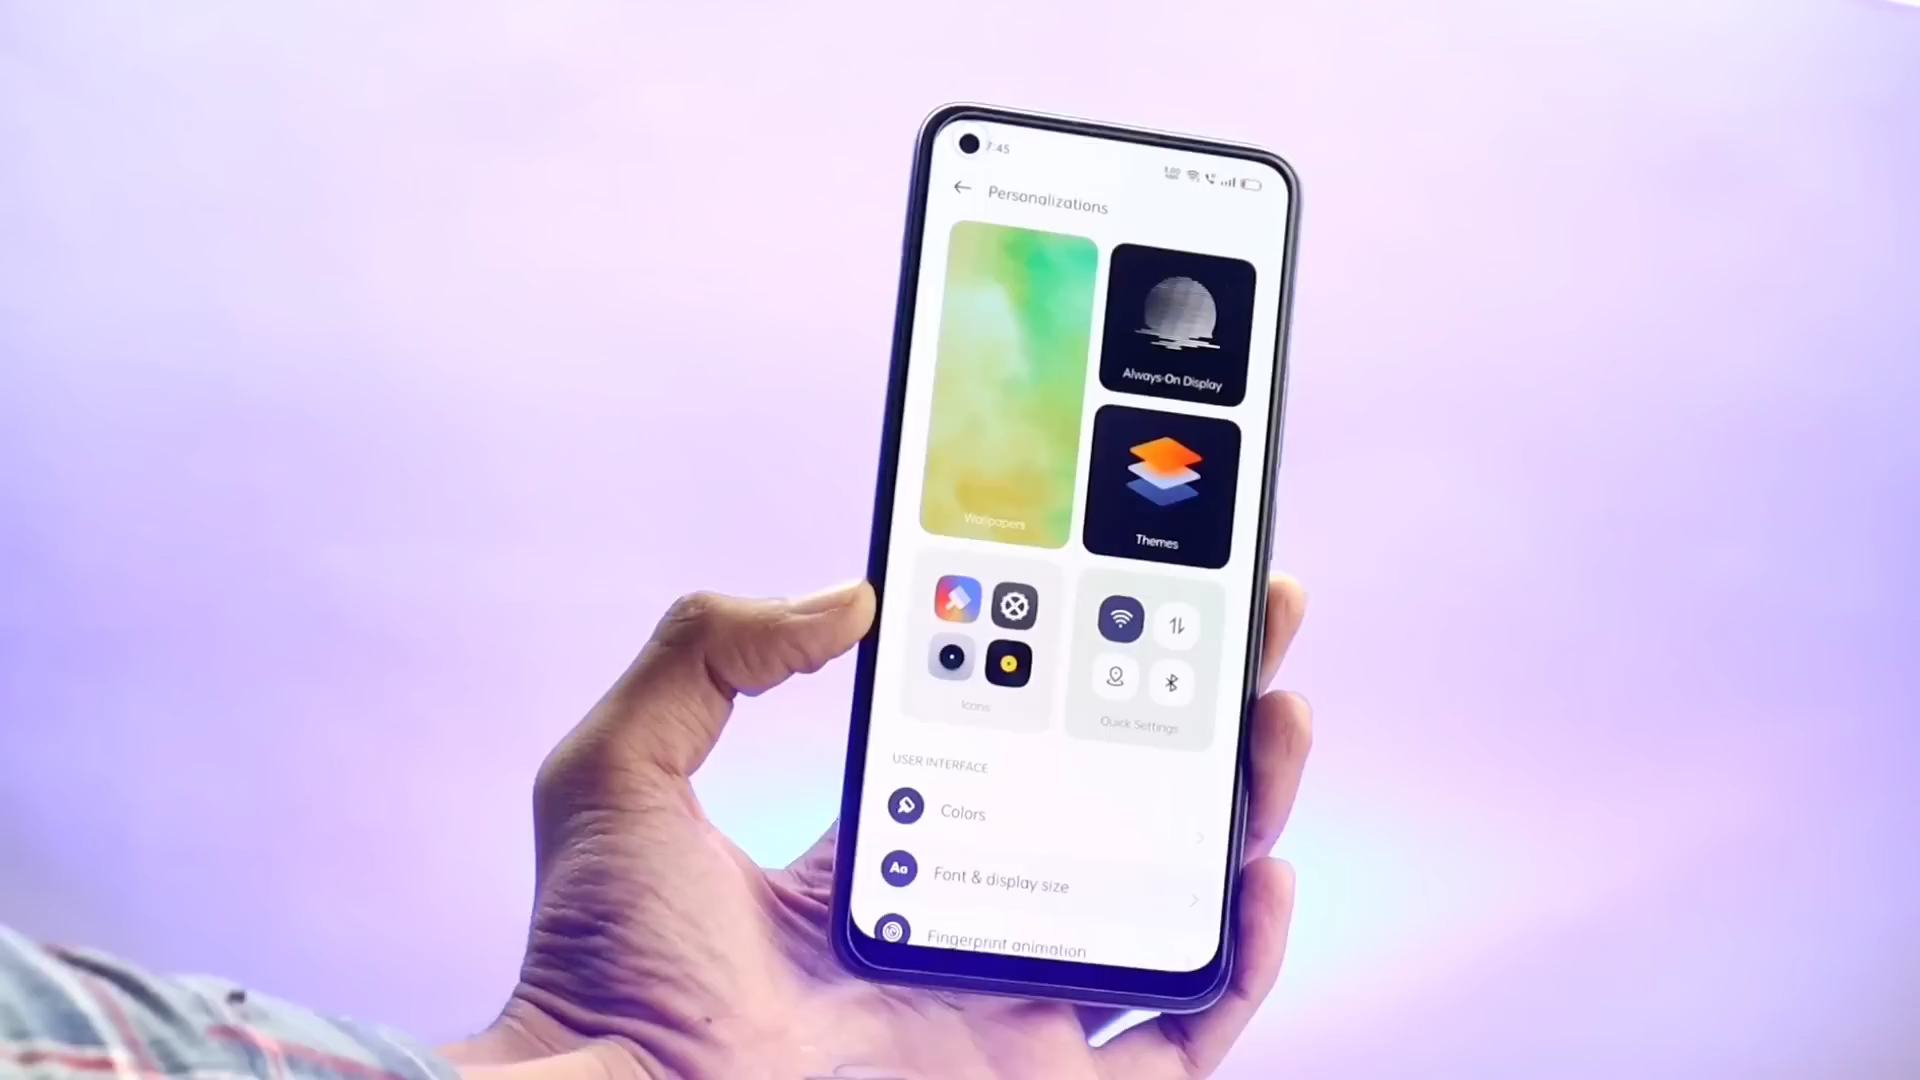 7:45
Personalizations
Always-On Display
Wallpapers
Themes
Icons
Quick Settings
USER INTERFACE
Colors
Aa
Font & display size
Fingerprint animation